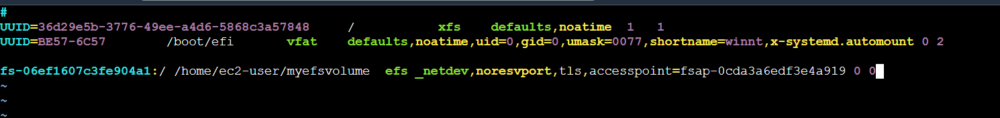 #
UUID=36d29e5b-3776-49ee-a4d6-5868c3a57848     /           xfs    defaults,noatime  1   1
UUID=BE57-6C57        /boot/efi       vfat    defaults,noatime,uid=0,gid=0,umask=0077,shortname=winnt,x-systemd.automount 0 2
fs-06ef1607c3fe904a1:/ /home/ec2-user/myefsvolume  efs _netdev,noresvport,tls,accesspoint=fsap-0cda3a6edf3e4a919 0 0
~
~
~